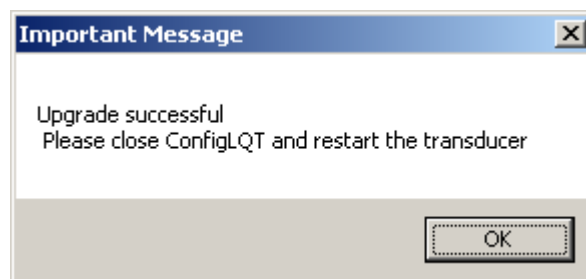 Important Message
Upgrade successful
Please close ConfigLQT and restart the transducer
OK